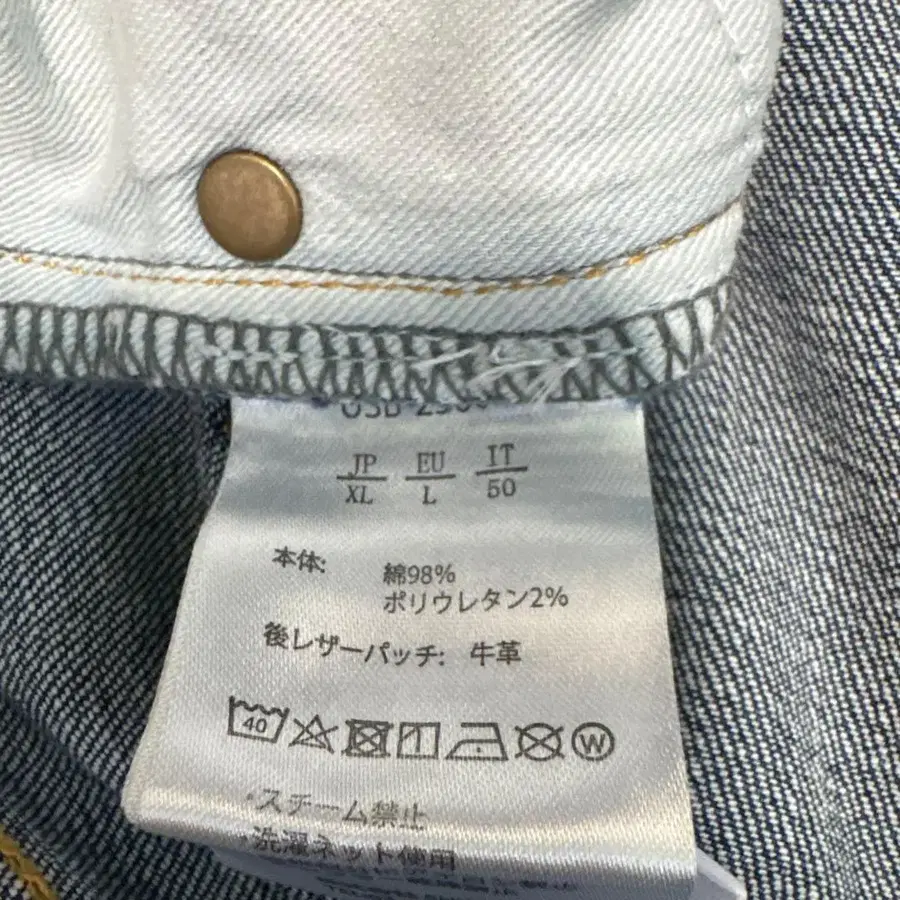 JP EU IT
XL L 50
本体: 綿98%
ポリウレタン2%
後レザーパッチ: 牛革
40 W
・スチーム禁止
・洗濯ネット使用